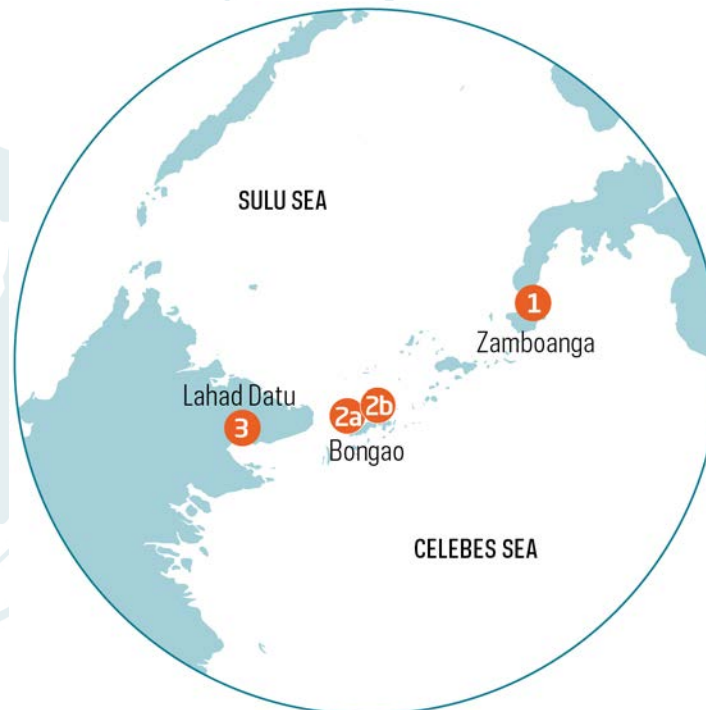 SULU SEA
1
Zamboanga
Lahad Datu
3
2a
2b
Bongao
CELEBES SEA